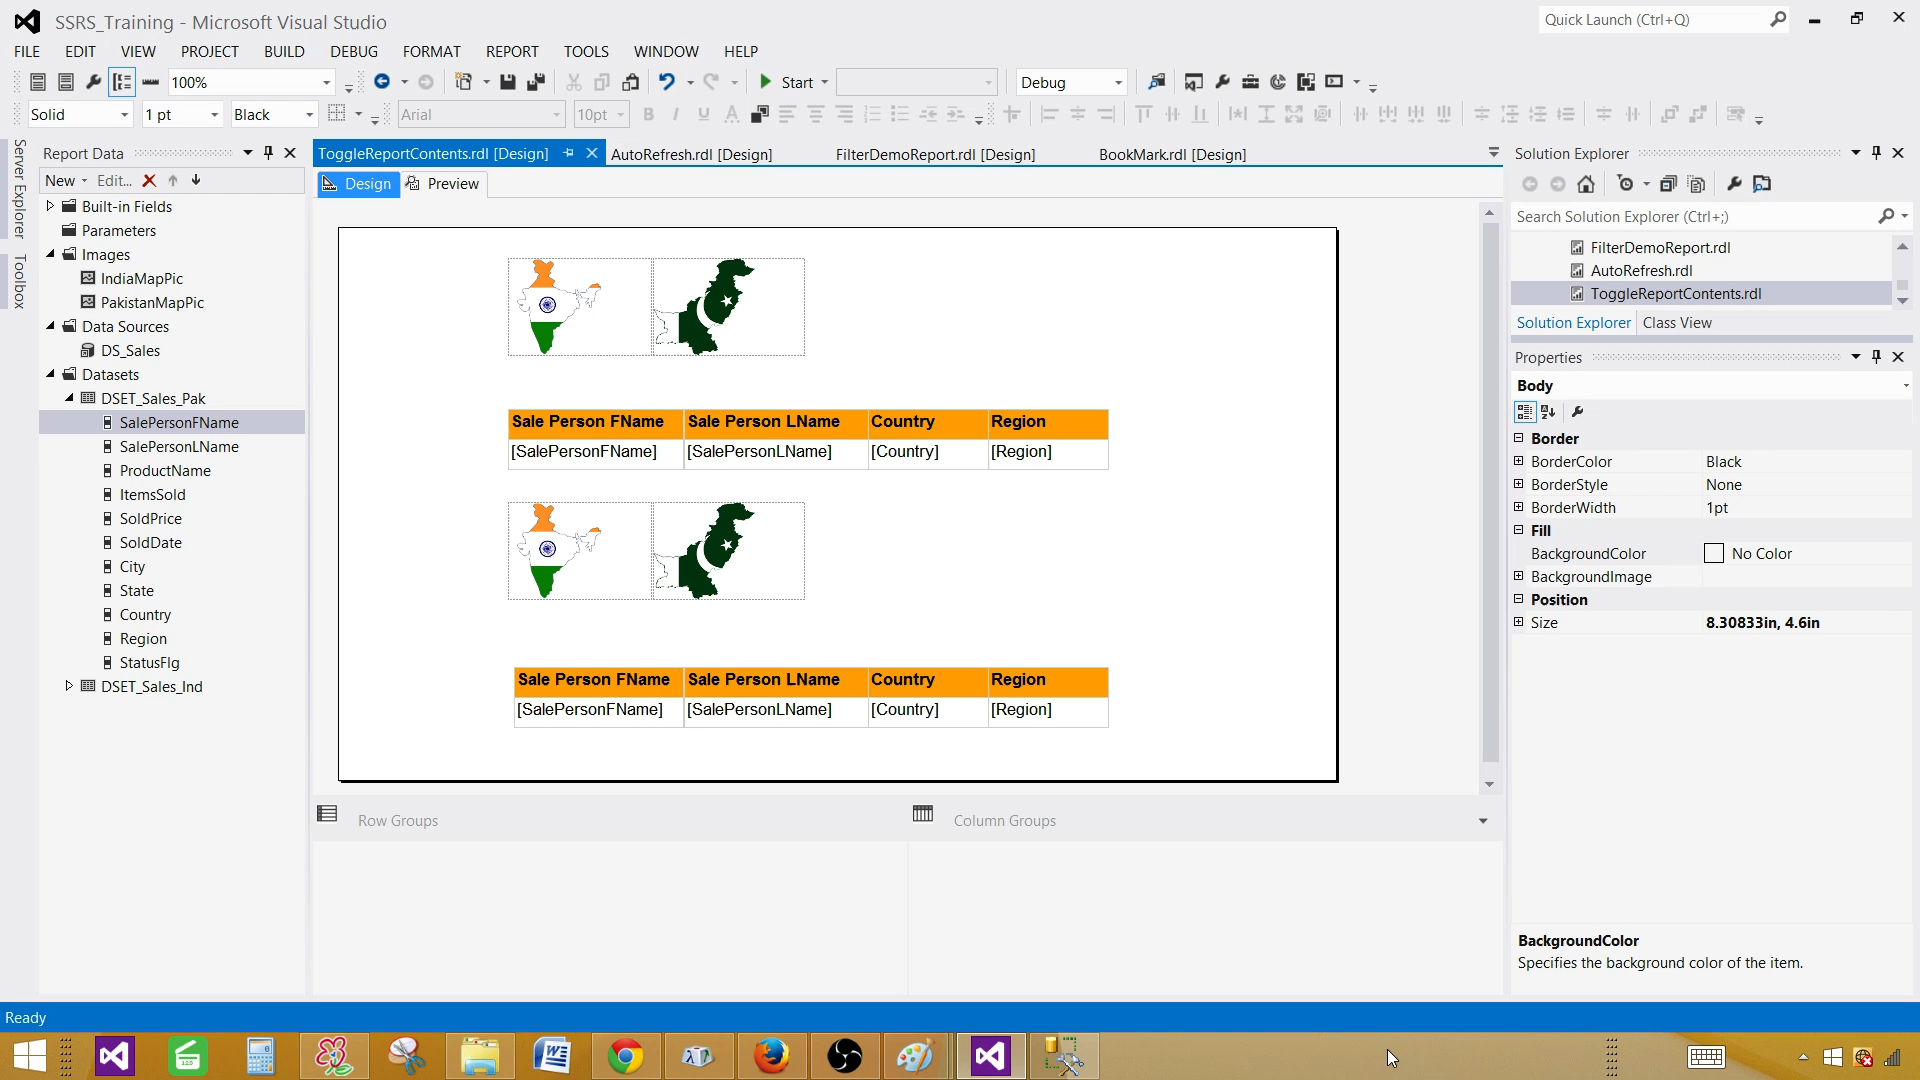 SSRS_Training - Microsoft Visual Studio
Quick Launch (Ctrl+Q)
FILE EDIT VIEW PROJECT BUILD DEBUG FORMAT REPORT TOOLS WINDOW HELP
100%
Start
Debug
Solid
1 pt
Black
Arial
10pt
B I U A
Server Explorer
Toolbox
Report Data
New Edit...
Built-in Fields
Parameters
Images
IndiaMapPic
PakistanMapPic
Data Sources
DS_Sales
Datasets
DSET_Sales_Pak
SalePersonFName
SalePersonLName
ProductName
ItemsSold
SoldPrice
SoldDate
City
State
Country
Region
StatusFlg
DSET_Sales_Ind
ToggleReportContents.rdl [Design] AutoRefresh.rdl [Design] FilterDemoReport.rdl [Design] BookMark.rdl [Design]
Design Preview
Sale Person FName Sale Person LName Country Region
[SalePersonFName] [SalePersonLName] [Country] [Region]
Sale Person FName Sale Person LName Country Region
[SalePersonFName] [SalePersonLName] [Country] [Region]
Row Groups
Column Groups
Solution Explorer
Search Solution Explorer (Ctrl+;)
FilterDemoReport.rdl
AutoRefresh.rdl
ToggleReportContents.rdl
Solution Explorer Class View
Properties
Body
Border
BorderColor Black
BorderStyle None
BorderWidth 1pt
Fill
BackgroundColor No Color
BackgroundImage
Position
Size 8.30833in, 4.6in
BackgroundColor
Specifies the background color of the item.
Ready